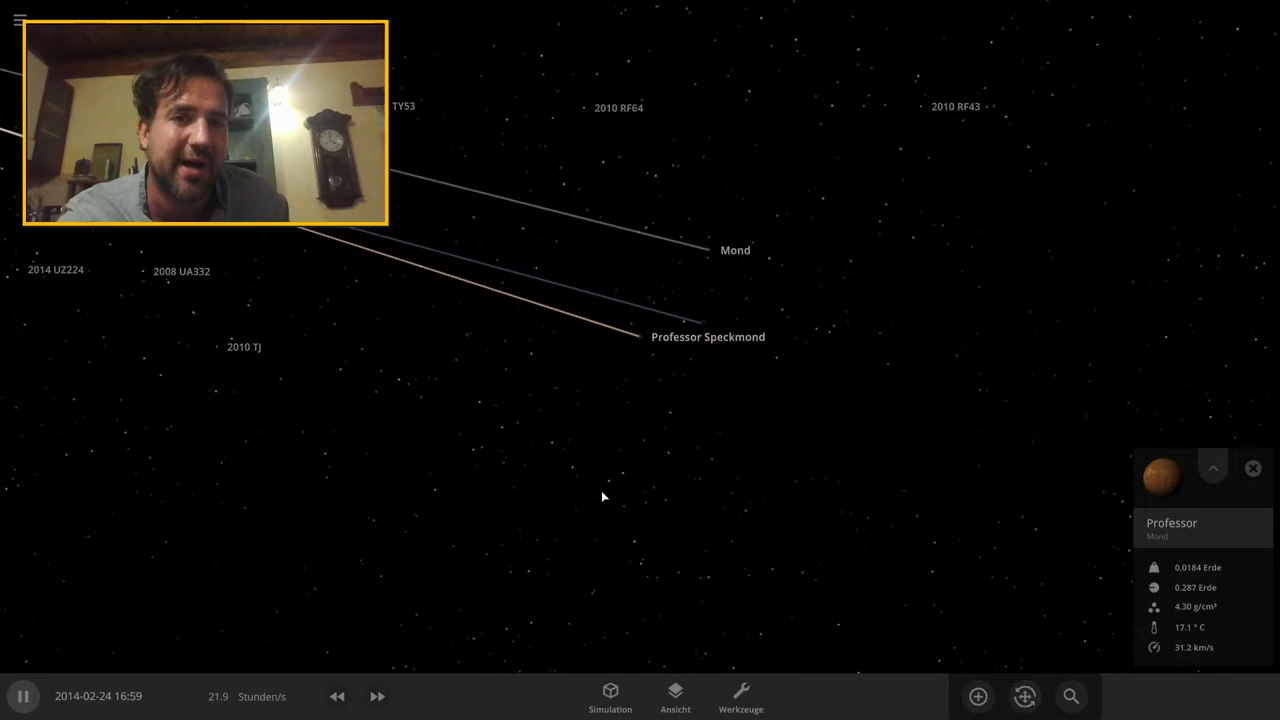 TY53
2010 RF64
2010 RF43
Mond
2014 UZ224
2008 UA332
Professor Speckmond
2010 TJ
Professor
Mond
0.0184 Erde
0.287 Erde
4.30 g/cm³
17.1 ° C
31.2 km/s
2014-02-24 16:59
21.9 Stunden/s
Simulation
Ansicht
Werkzeuge